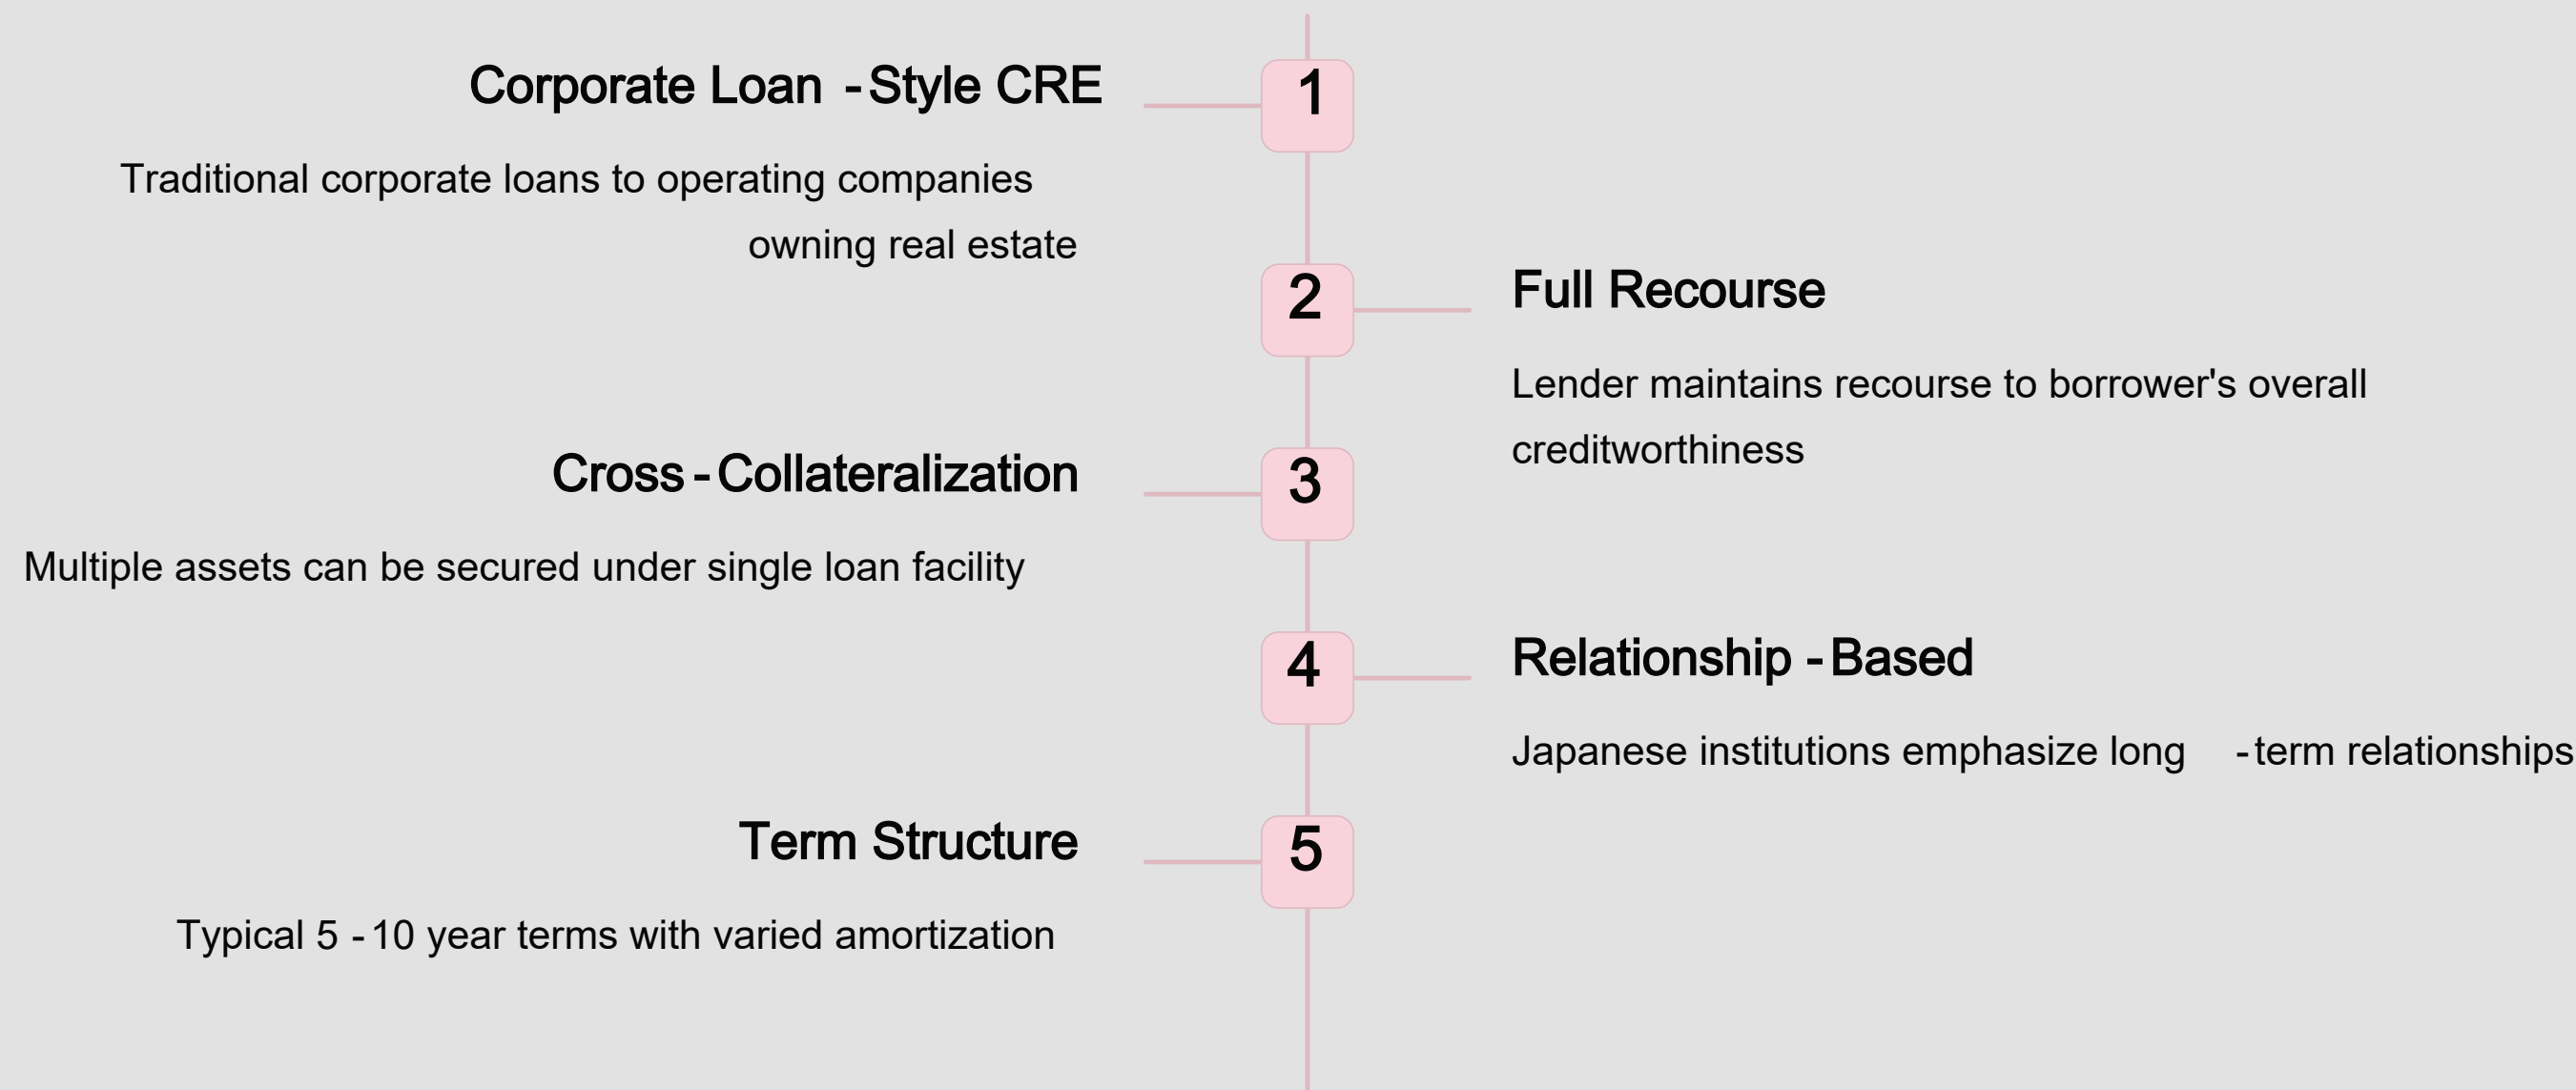 Corporate Loan -Style CRE
1
Traditional corporate loans to operating companies
owning real estate
2
Full Recourse
Lender maintains recourse to borrower's overall
creditworthiness
Cross-Collateralization
3
Multiple assets can be secured under single loan facility
4
Relationship -Based
Japanese institutions emphasize long -term relationships
Term Structure
5
Typical 5 -10 year terms with varied amortization